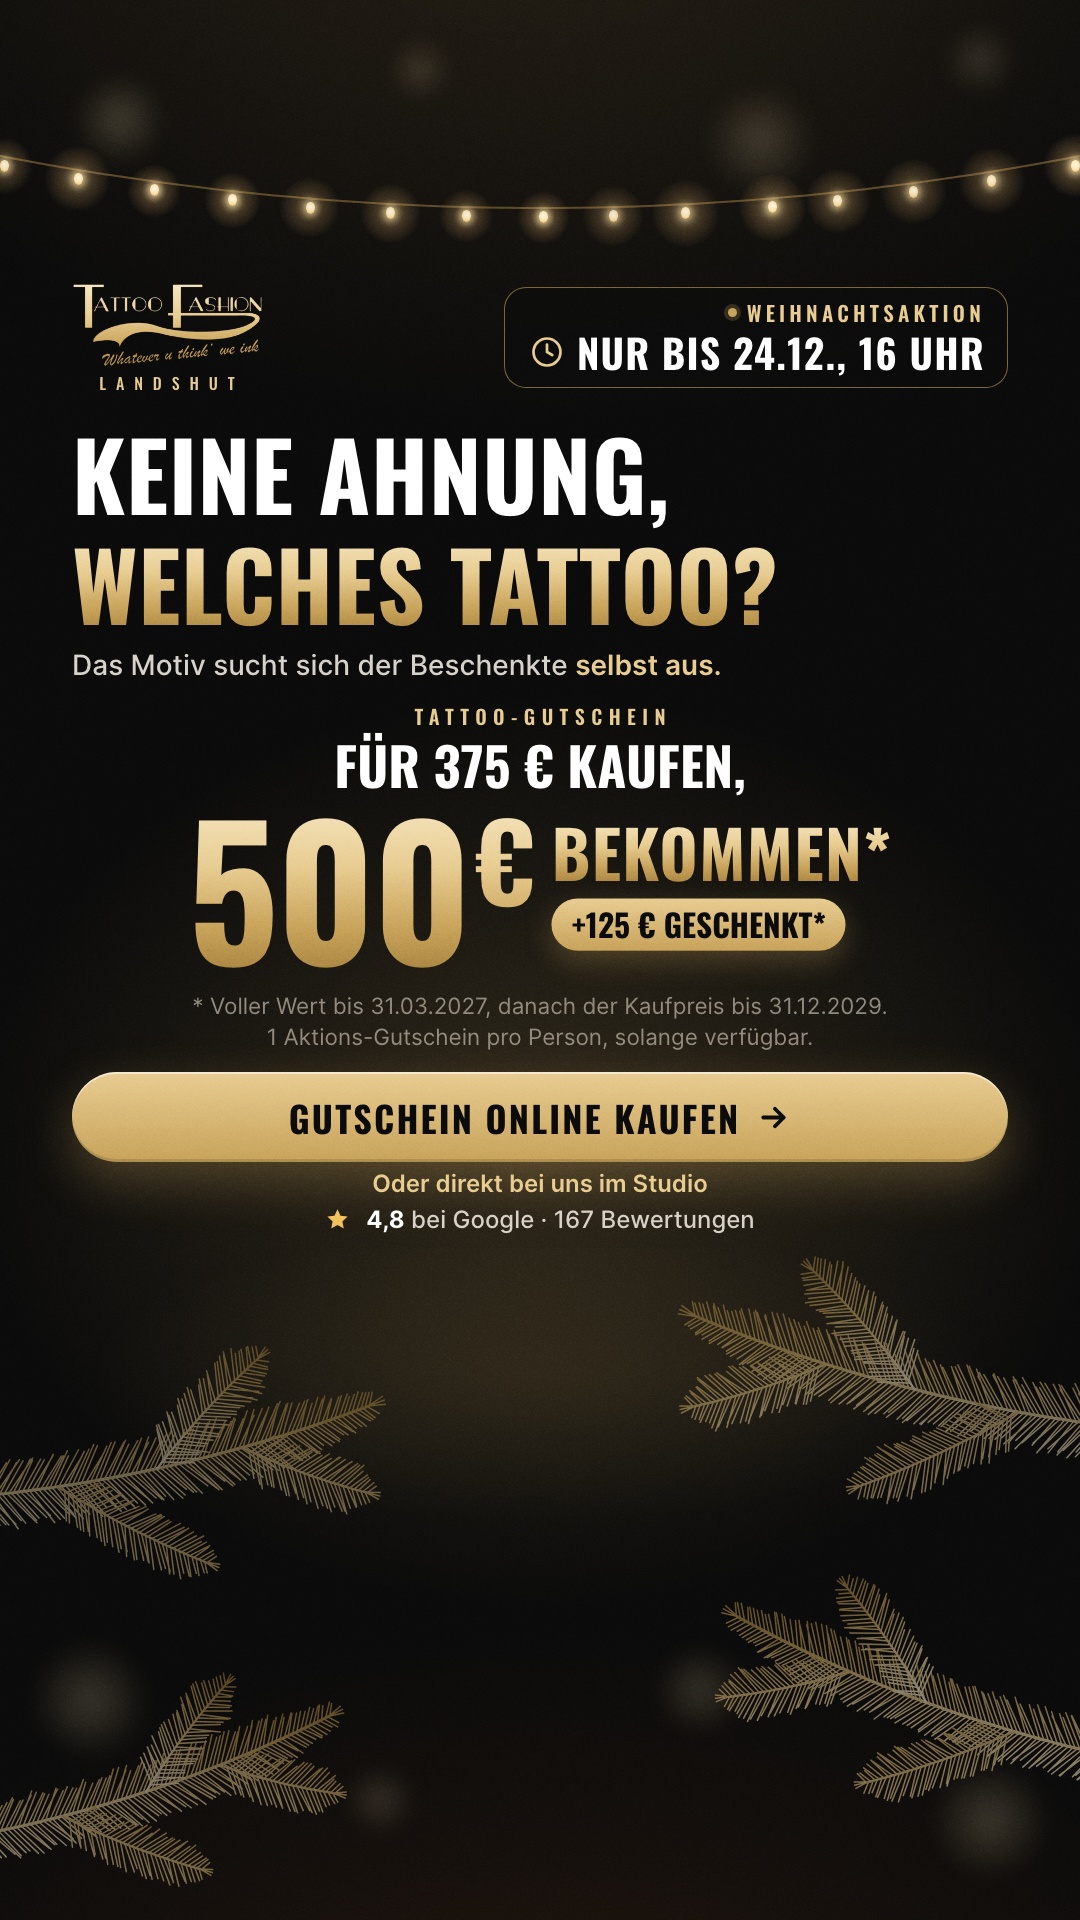 TATTOO FASHION
Whatever u think' we ink
LANDSHUT
WEIHNACHTSAKTION
NUR BIS 24.12., 16 UHR
KEINE AHNUNG,
WELCHES TATTOO?
Das Motiv sucht sich der Beschenkte selbst aus.
TATTOO-GUTSCHEIN
FÜR 375 € KAUFEN,
500€ BEKOMMEN*
+125 € GESCHENKT*
* Voller Wert bis 31.03.2027, danach der Kaufpreis bis 31.12.2029.
1 Aktions-Gutschein pro Person, solange verfügbar.
GUTSCHEIN ONLINE KAUFEN →
Oder direkt bei uns im Studio
★ 4,8 bei Google · 167 Bewertungen